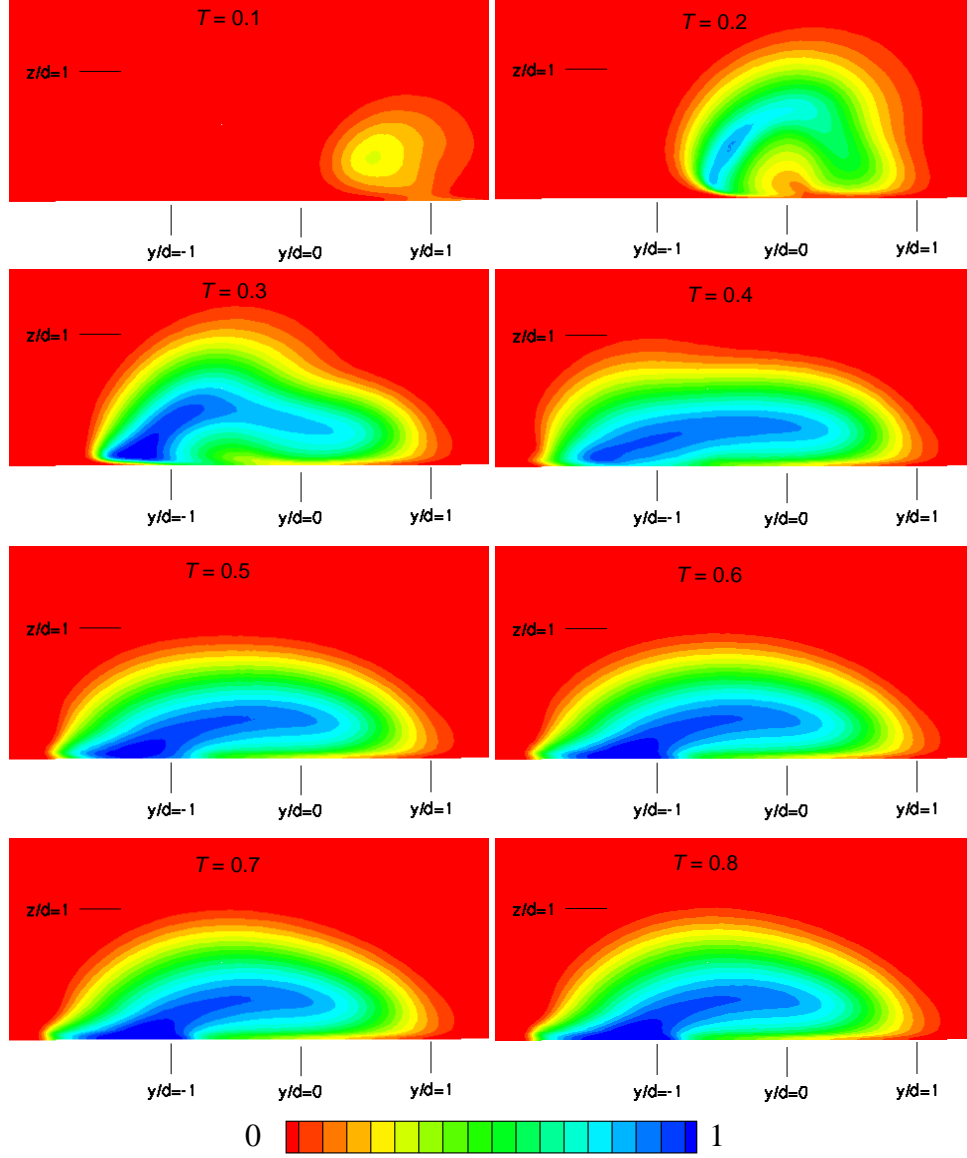 T = 0.1
z/d=1
y/d=-1 y/d=0 y/d=1
T = 0.2
z/d=1
y/d=-1 y/d=0 y/d=1
T = 0.3
z/d=1
y/d=-1 y/d=0 y/d=1
T = 0.4
z/d=1
y/d=-1 y/d=0 y/d=1
T = 0.5
z/d=1
y/d=-1 y/d=0 y/d=1
T = 0.6
z/d=1
y/d=-1 y/d=0 y/d=1
T = 0.7
z/d=1
y/d=-1 y/d=0 y/d=1
T = 0.8
z/d=1
y/d=-1 y/d=0 y/d=1
0 1